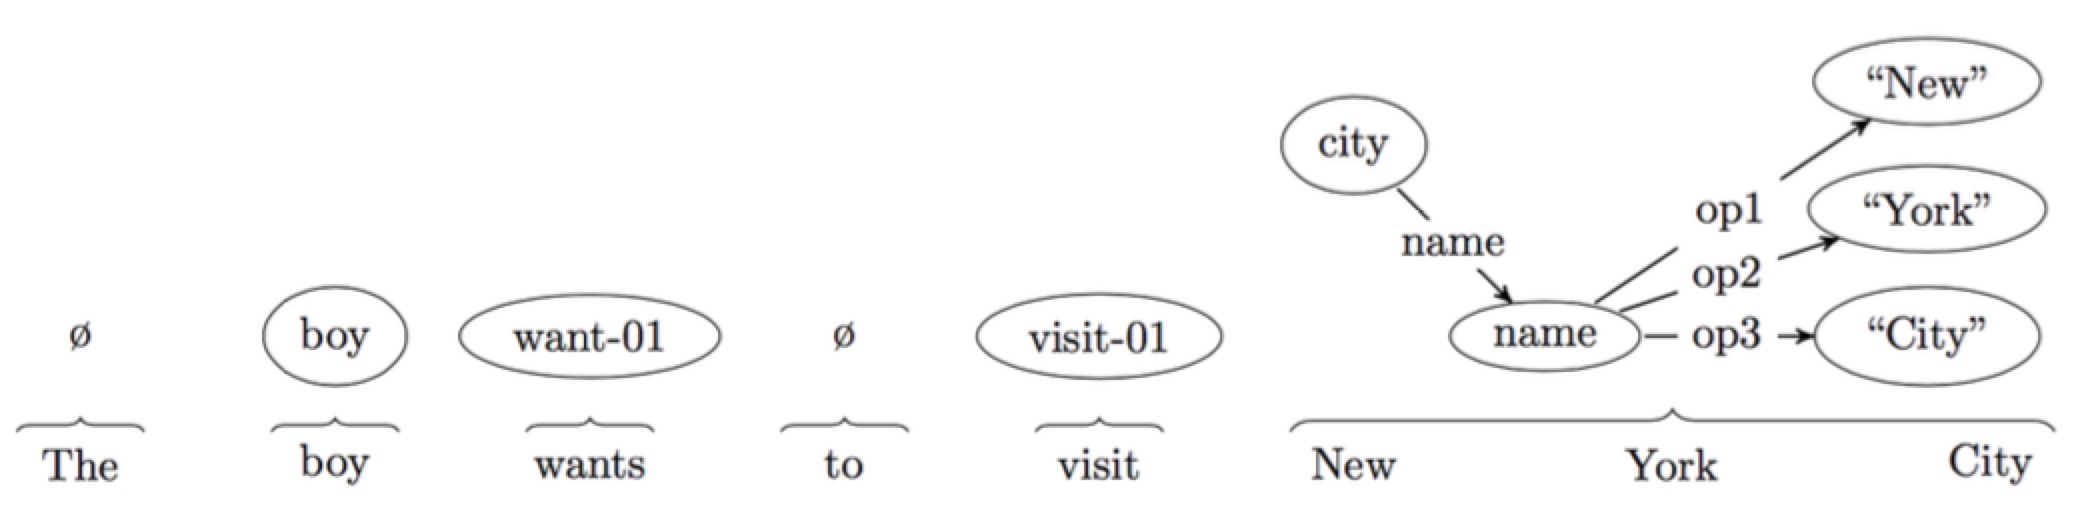 “New”
city
op1 “York”
name
op2
ø boy want-01 ø visit-01 name op3 “City”
The boy wants to visit New York City